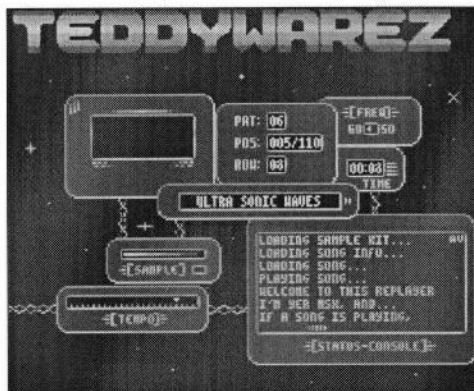 TEDDYWAREZ
PAT: 06
POS: 005/110
ROW: 03
[FREQ]
60 50
00:03
TIME
ULTRA SONIC WAVES
[SAMPLE]
[TEMPO]
LOADING SAMPLE KIT... AV
LOADING SONG INFO...
LOADING SONG...
PLAYING SONG...
WELCOME TO THIS REPLAYER
I'M YER MSX, AND...
IF A SONG IS PLAYING,
[STATUS-CONSOLE]